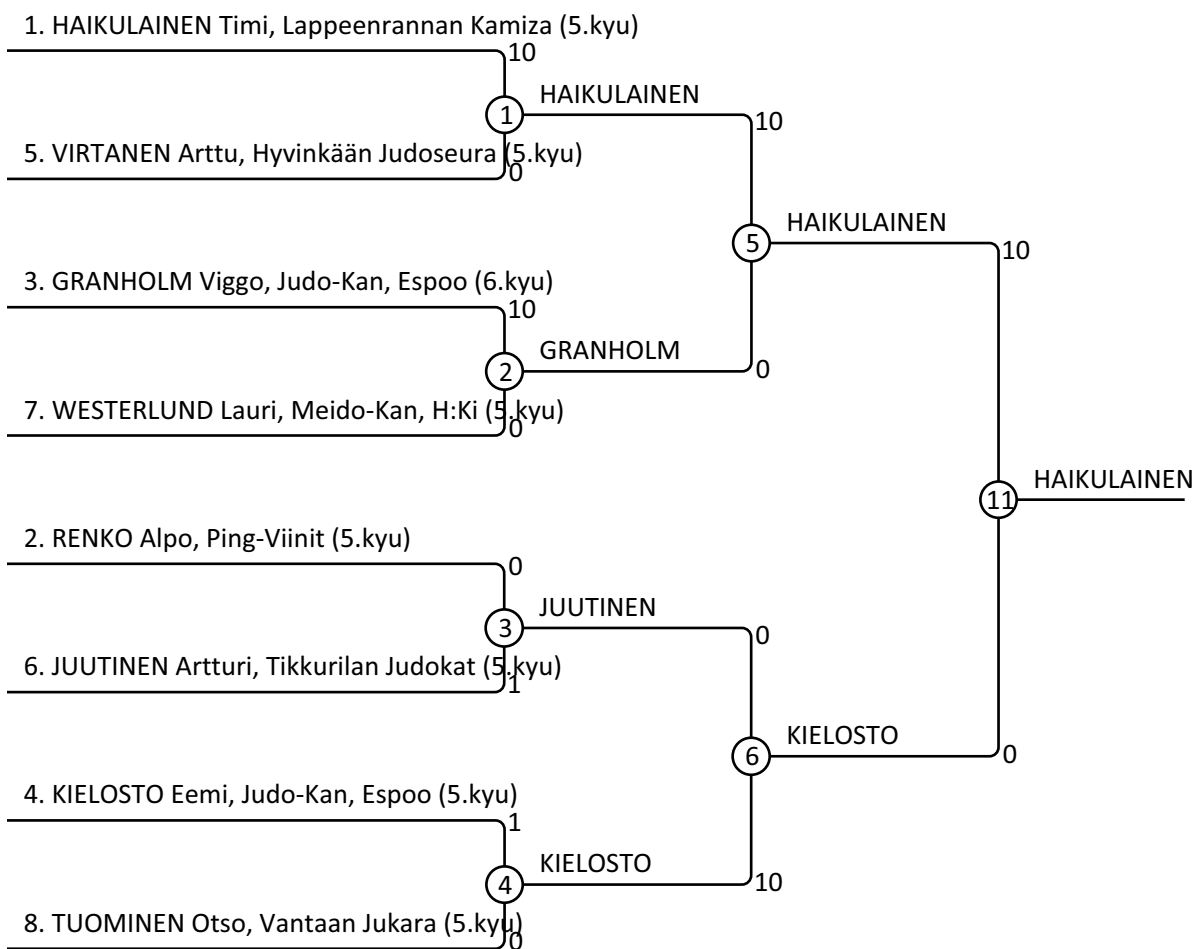 1. HAIKULAINEN Timi, Lappeenrannan Kamiza (5.kyu)
10
HAIKULAINEN
1
10
5. VIRTANEN Arttu, Hyvinkään Judoseura (5.kyu)
0
HAIKULAINEN
5
10
3. GRANHOLM Viggo, Judo-Kan, Espoo (6.kyu)
10
GRANHOLM
2
0
7. WESTERLUND Lauri, Meido-Kan, H:Ki (5.kyu)
0
HAIKULAINEN
11
2. RENKO Alpo, Ping-Viinit (5.kyu)
0
JUUTINEN
3
0
6. JUUTINEN Artturi, Tikkurilan Judokat (5.kyu)
1
KIELOSTO
6
0
4. KIELOSTO Eemi, Judo-Kan, Espoo (5.kyu)
1
KIELOSTO
4
10
8. TUOMINEN Otso, Vantaan Jukara (5.kyu)
0